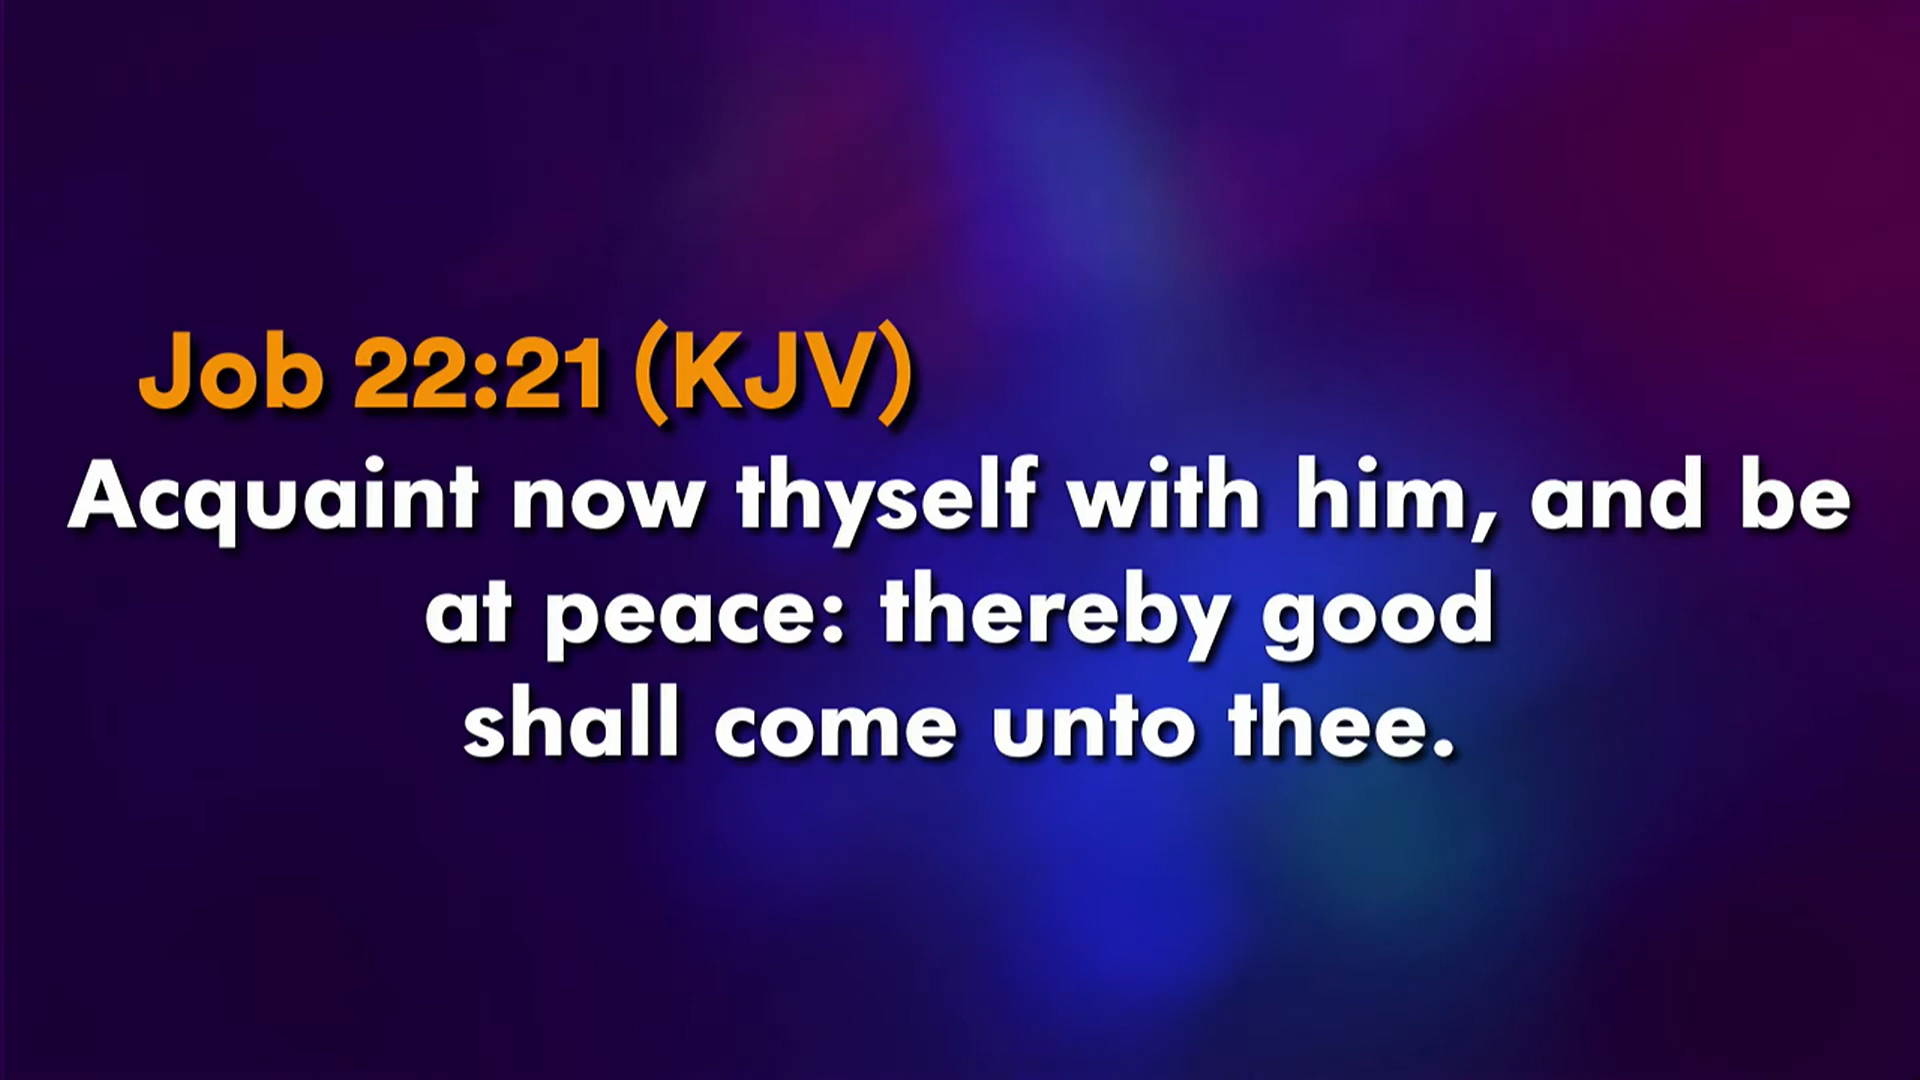 Job 22:21 (KJV)
Acquaint now thyself with him, and be
at peace: thereby good
shall come unto thee.